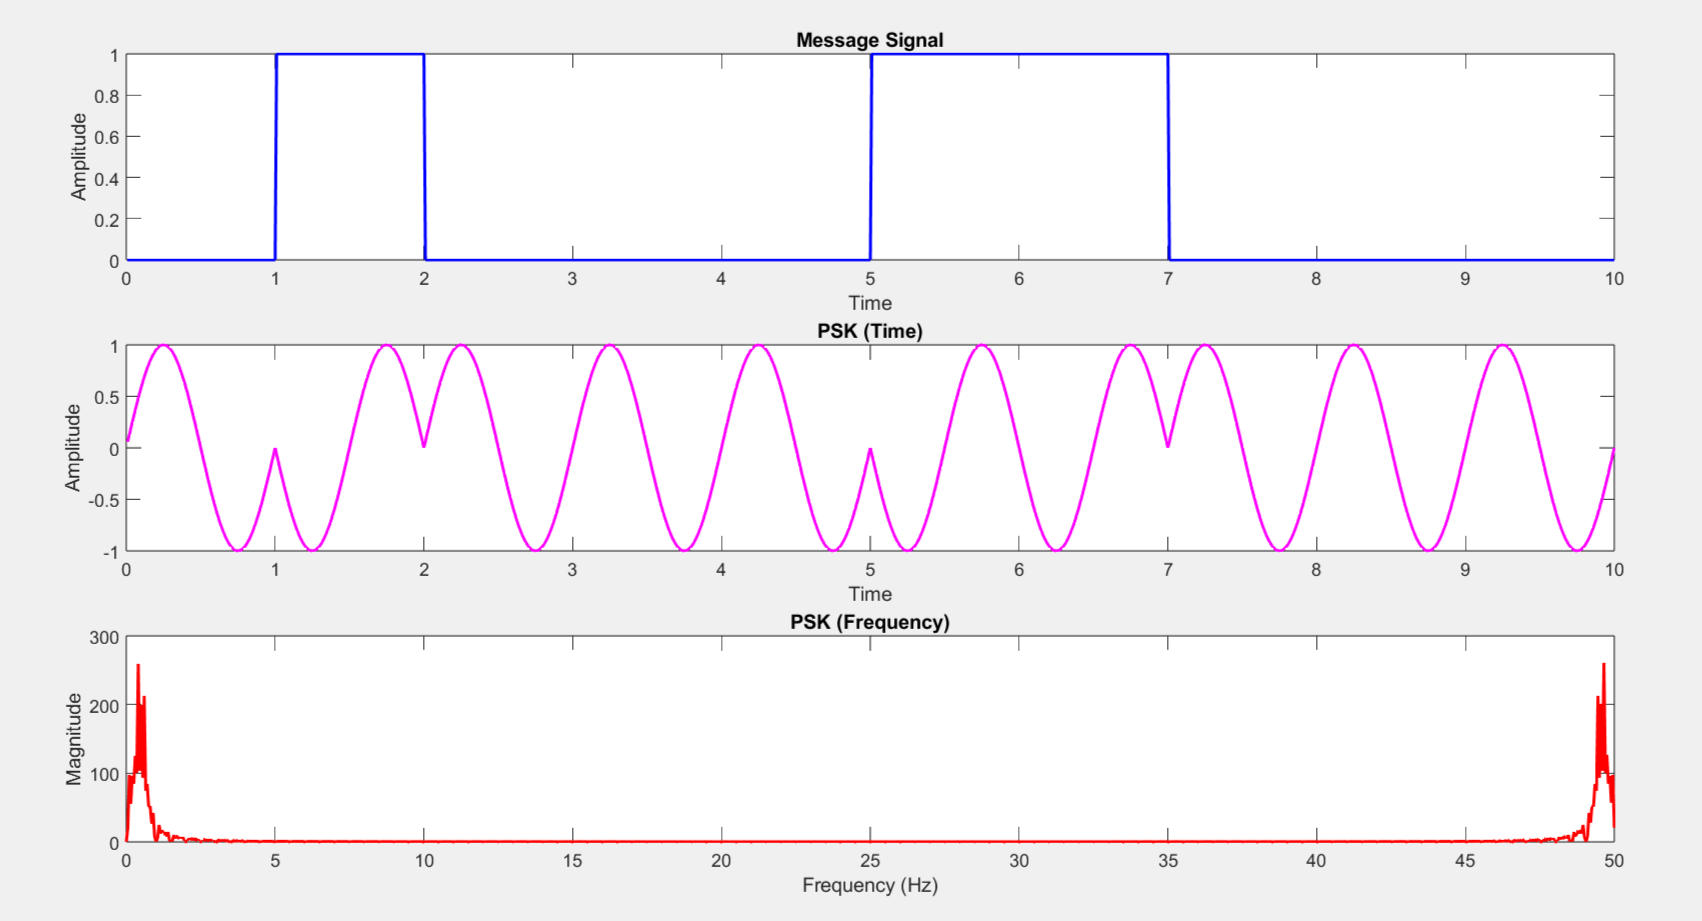 Message Signal
1
0.8
0.6
0.4
0.2
0
Amplitude
0 1 2 3 4 5 6 7 8 9 10
Time
PSK (Time)
1
0.5
0
-0.5
-1
Amplitude
0 1 2 3 4 5 6 7 8 9 10
Time
PSK (Frequency)
300
200
100
0
Magnitude
0 5 10 15 20 25 30 35 40 45 50
Frequency (Hz)